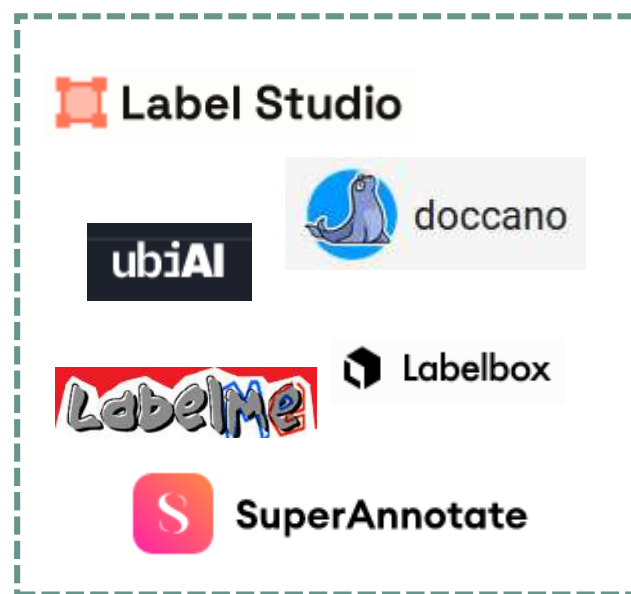 Label Studio
doccano
ubiAI
Labelbox
LabelMe
S SuperAnnotate